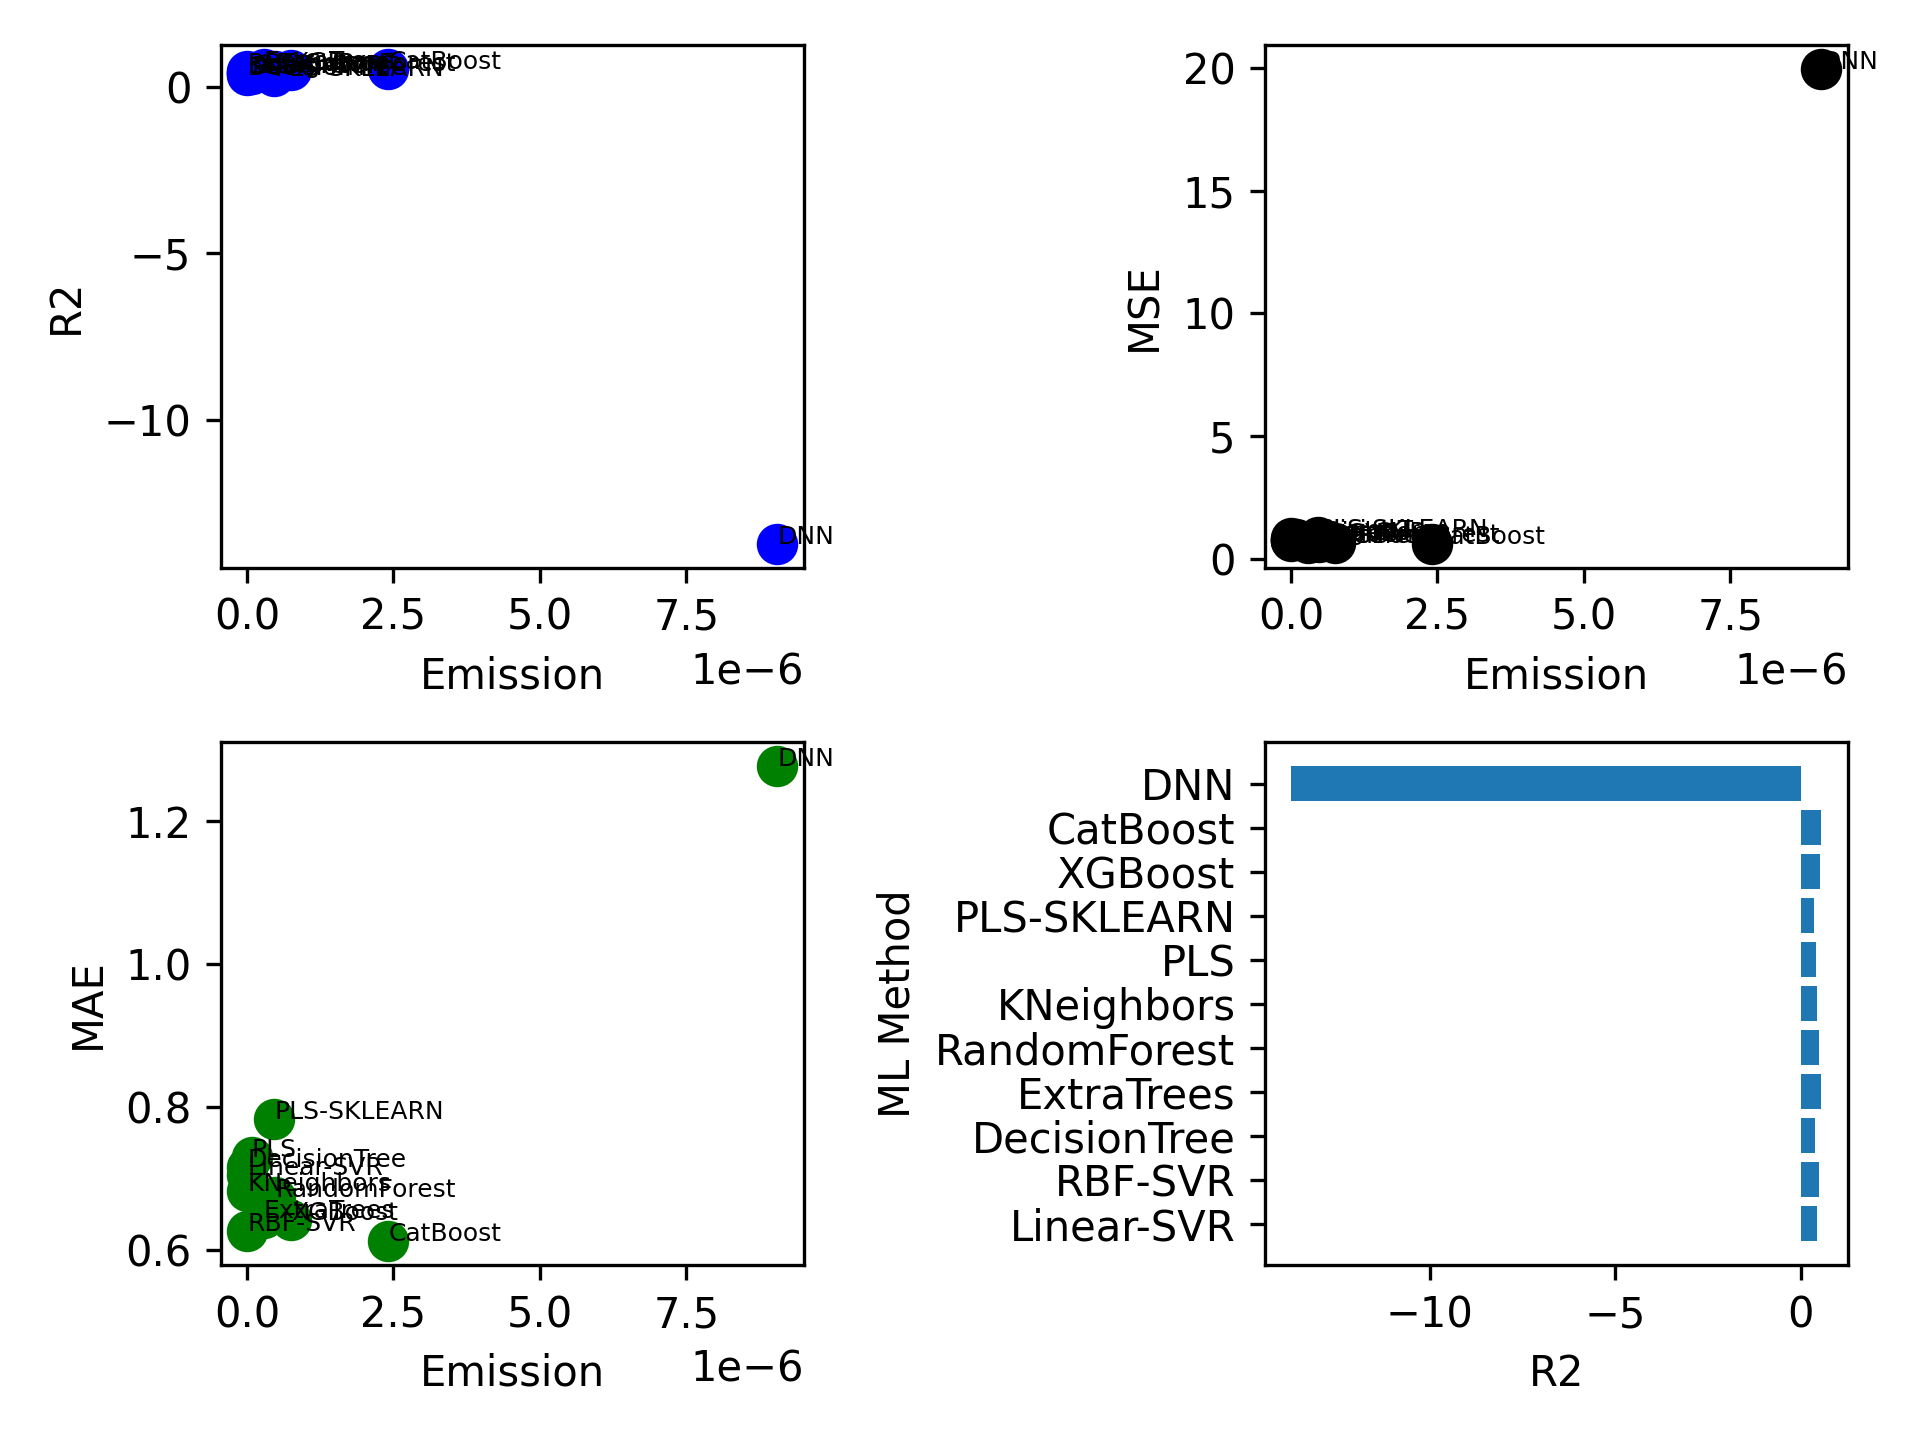 0
−5
−10
R2
CatBoost
DNN
0.0
2.5
5.0
7.5
1e−6
Emission
20
15
10
5
0
MSE
DNN
0.0
2.5
5.0
7.5
1e−6
Emission
1.2
1.0
0.8
0.6
MAE
DNN
PLS-SKLEARN
PLS
DecisionTree
Linear-SVR
KNeighbors
RandomForest
ExtraTrees
XGBoost
RBF-SVR
CatBoost
0.0
2.5
5.0
7.5
1e−6
Emission
ML Method
DNN
CatBoost
XGBoost
PLS-SKLEARN
PLS
KNeighbors
RandomForest
ExtraTrees
DecisionTree
RBF-SVR
Linear-SVR
−10
−5
0
R2